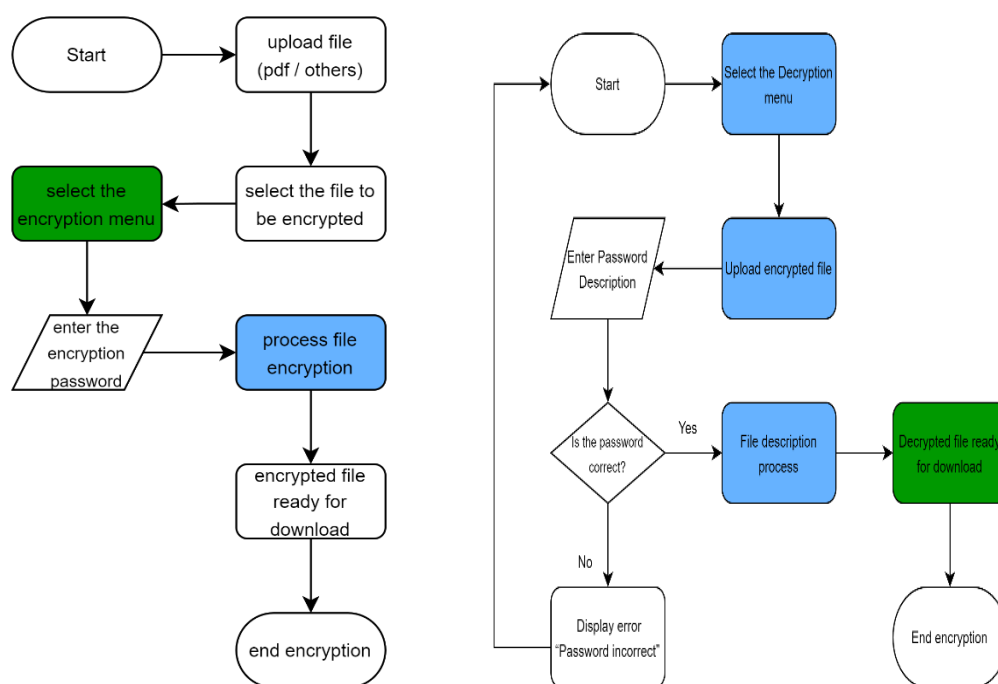 Start
upload file
(pdf / others)
select the file to
be encrypted
select the
encryption menu
enter the
encryption
password
process file
encryption
encrypted file
ready for
download
end encryption
Start
Select the Decryption
menu
Upload encrypted file
Enter Password
Description
Is the password
correct?
Yes
File description
process
Decrypted file ready
for download
End encryption
No
Display error
“Password incorrect”